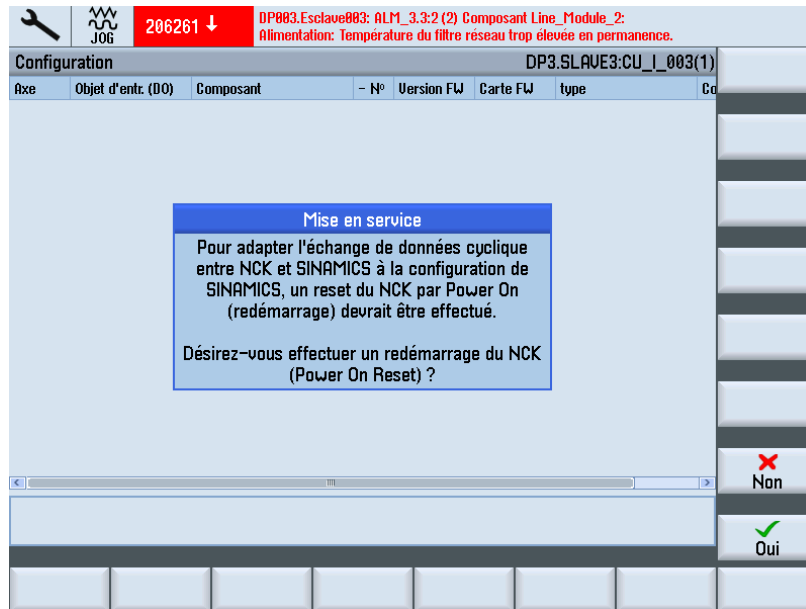 JOG
206261
DP003.Esclave003: ALM_3.3:2 (2) Composant Line_Module_2:
Alimentation: Température du filtre réseau trop élevée en permanence.
Configuration
DP3.SLAVE3:CU_I_003(1)
Axe Objet d'entr. (DO) Composant - Nº Version FW Carte FW type Co
Mise en service
Pour adapter l'échange de données cyclique
entre NCK et SINAMICS à la configuration de
SINAMICS, un reset du NCK par Power On
(redémarrage) devrait être effectué.
Désirez-vous effectuer un redémarrage du NCK
(Power On Reset) ?
Non
Oui